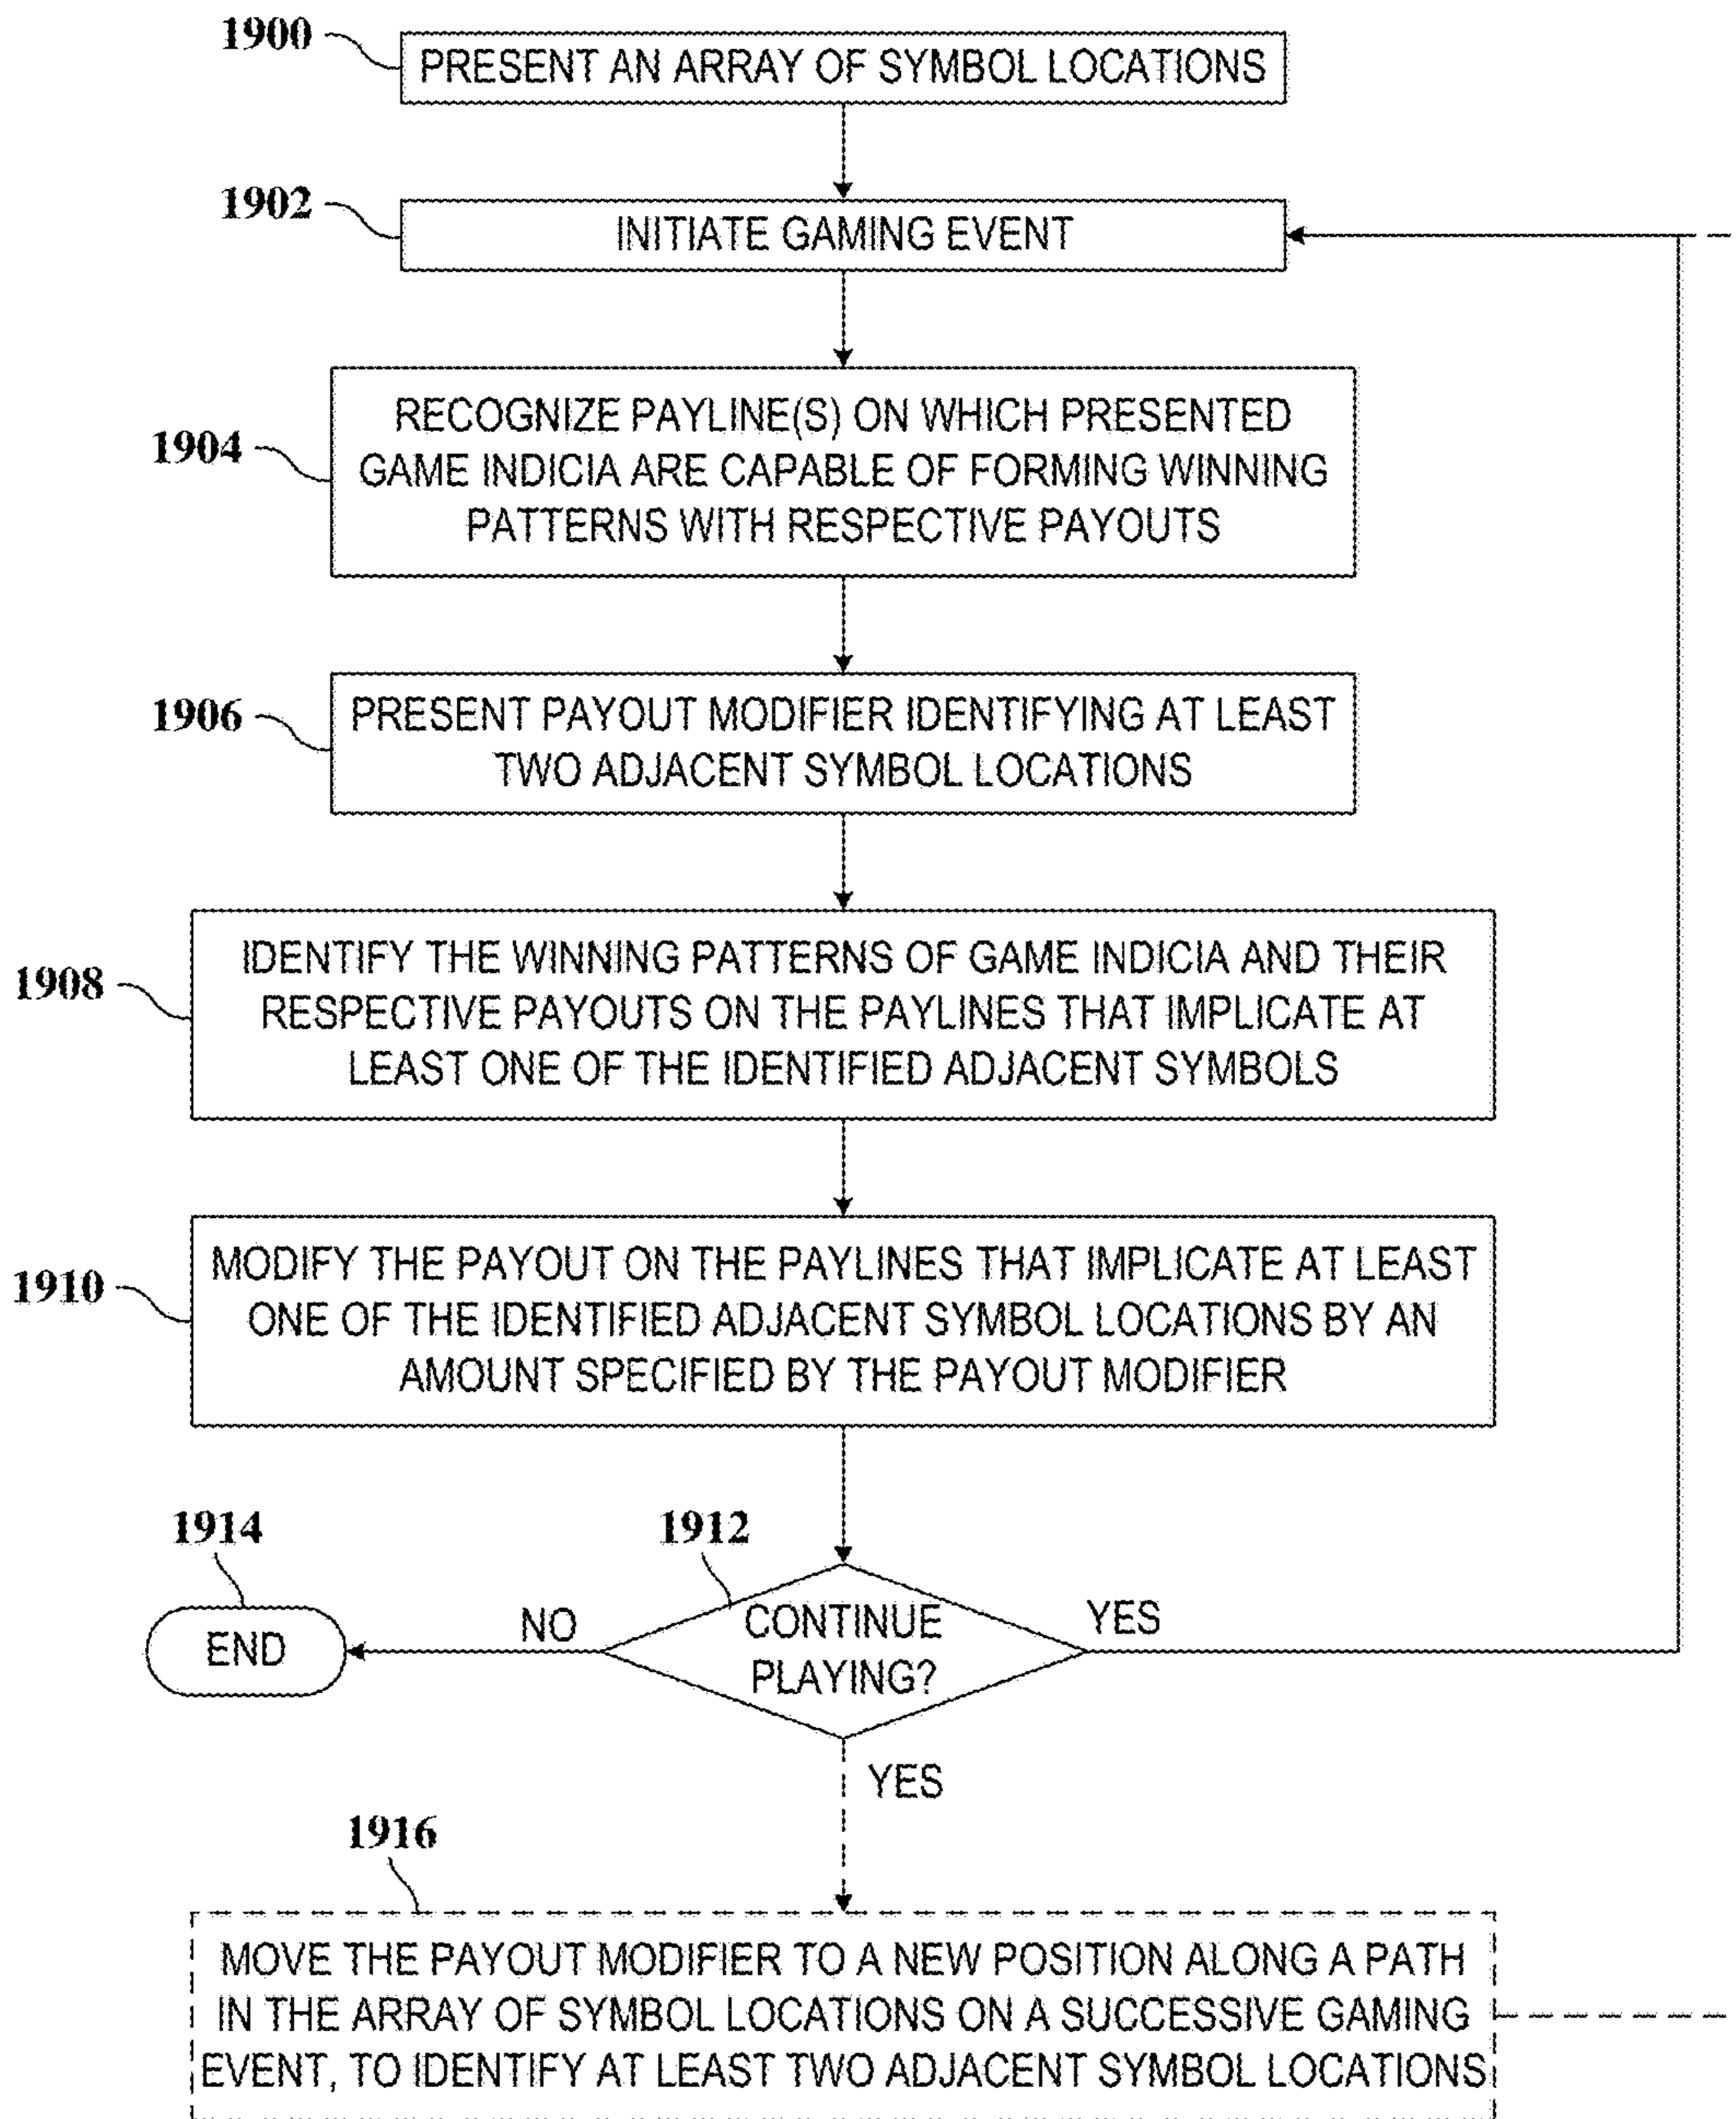 1900
PRESENT AN ARRAY OF SYMBOL LOCATIONS
1902
INITIATE GAMING EVENT
1904
RECOGNIZE PAYLINE(S) ON WHICH PRESENTED
GAME INDICIA ARE CAPABLE OF FORMING WINNING
PATTERNS WITH RESPECTIVE PAYOUTS
1906
PRESENT PAYOUT MODIFIER IDENTIFYING AT LEAST
TWO ADJACENT SYMBOL LOCATIONS
1908
IDENTIFY THE WINNING PATTERNS OF GAME INDICIA AND THEIR
RESPECTIVE PAYOUTS ON THE PAYLINES THAT IMPLICATE AT
LEAST ONE OF THE IDENTIFIED ADJACENT SYMBOLS
1910
MODIFY THE PAYOUT ON THE PAYLINES THAT IMPLICATE AT LEAST
ONE OF THE IDENTIFIED ADJACENT SYMBOL LOCATIONS BY AN
AMOUNT SPECIFIED BY THE PAYOUT MODIFIER
1914
1912
END
NO
CONTINUE
PLAYING?
YES
YES
1916
MOVE THE PAYOUT MODIFIER TO A NEW POSITION ALONG A PATH
IN THE ARRAY OF SYMBOL LOCATIONS ON A SUCCESSIVE GAMING
EVENT, TO IDENTIFY AT LEAST TWO ADJACENT SYMBOL LOCATIONS